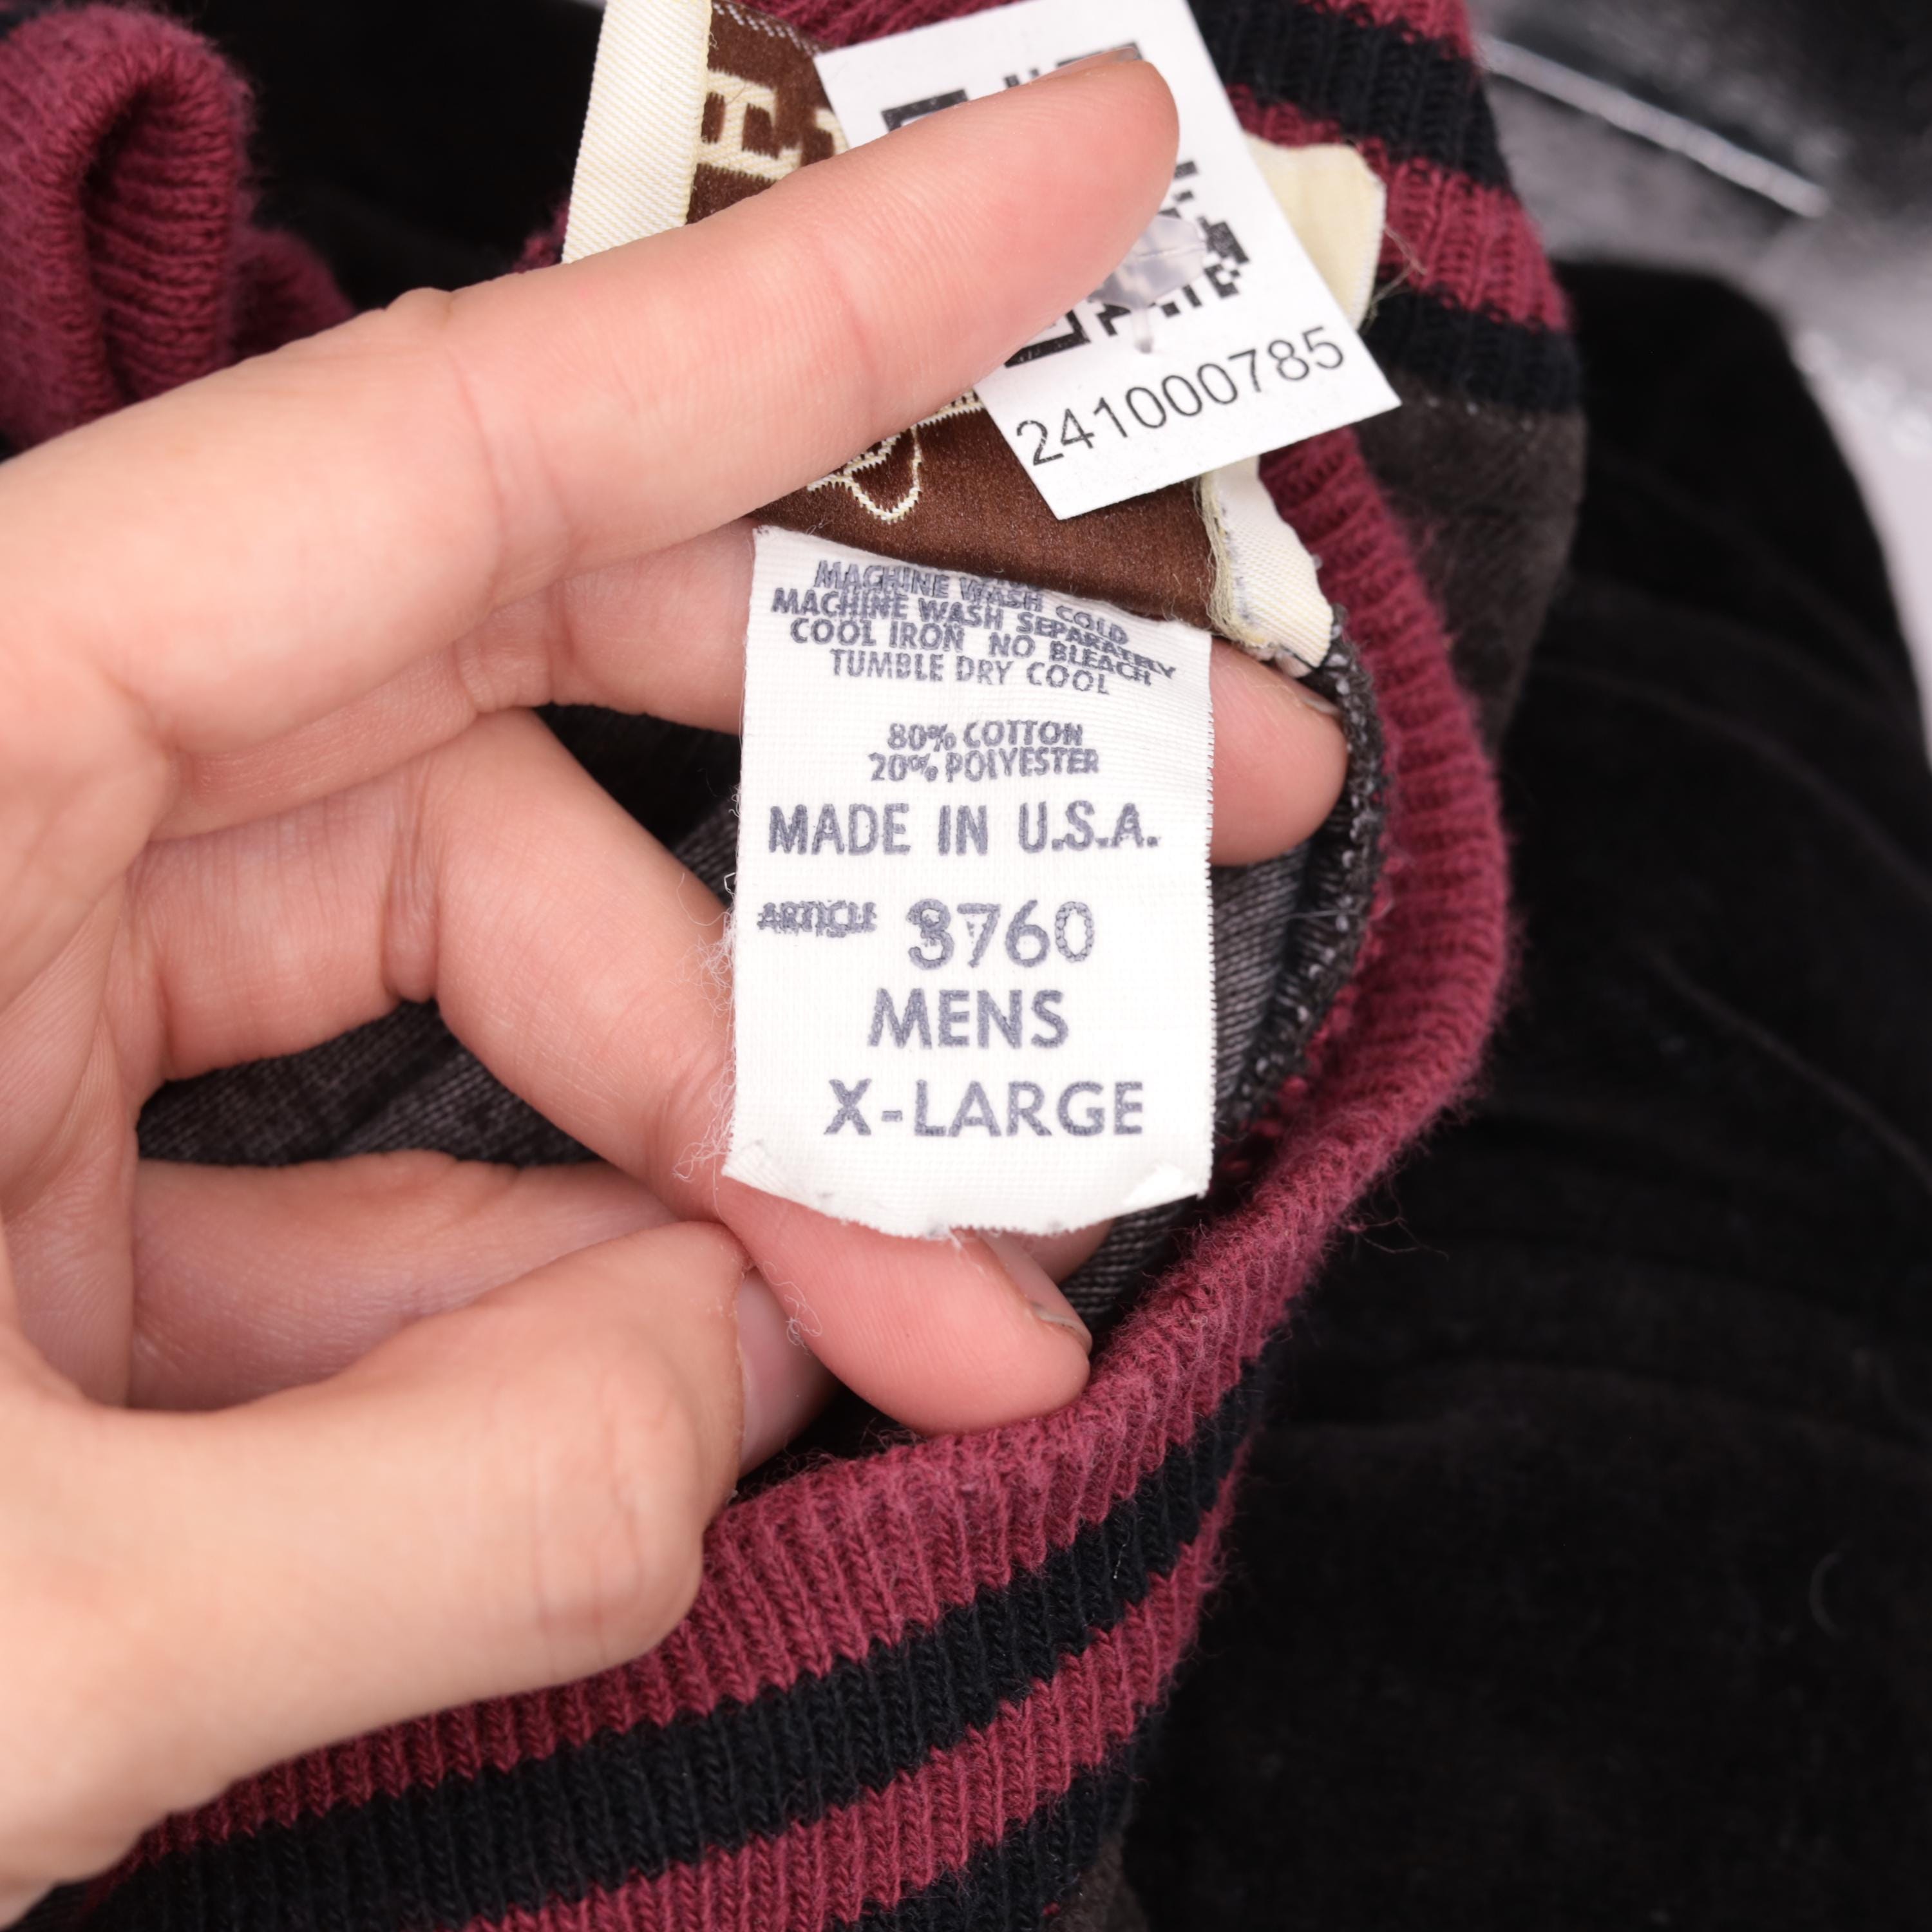 241000785
MACHINE WASH COLD
MACHINE WASH SEPARATELY
COOL IRON NO BLEACH
TUMBLE DRY COOL
80% COTTON
20% POLYESTER
MADE IN U.S.A.
ARTICLE 3760
MENS
X-LARGE